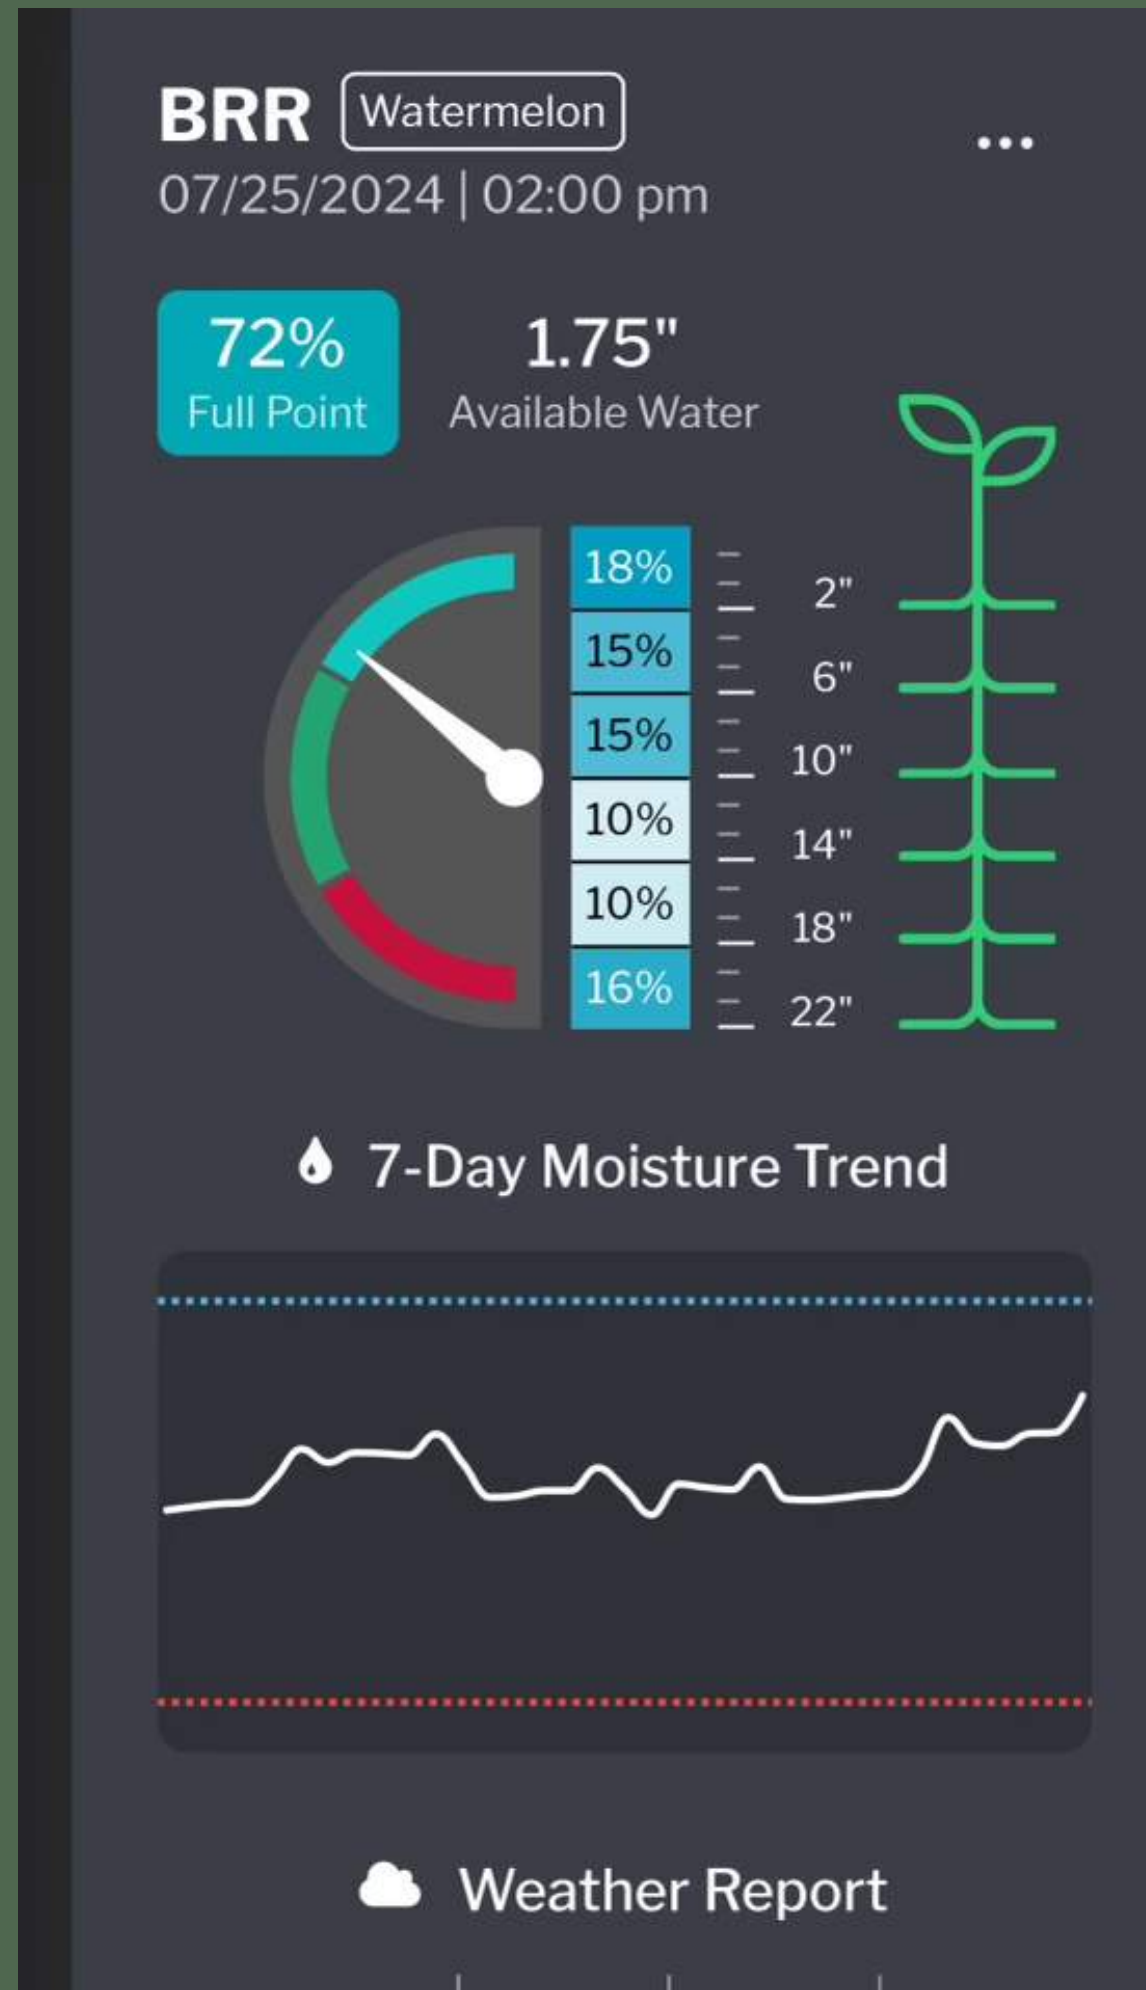 BRR Watermelon
07/25/2024 | 02:00 pm
72% 1.75"
Full Point Available Water
18% 2"
15% 6"
15% 10"
10% 14"
10% 18"
16% 22"
7-Day Moisture Trend
Weather Report